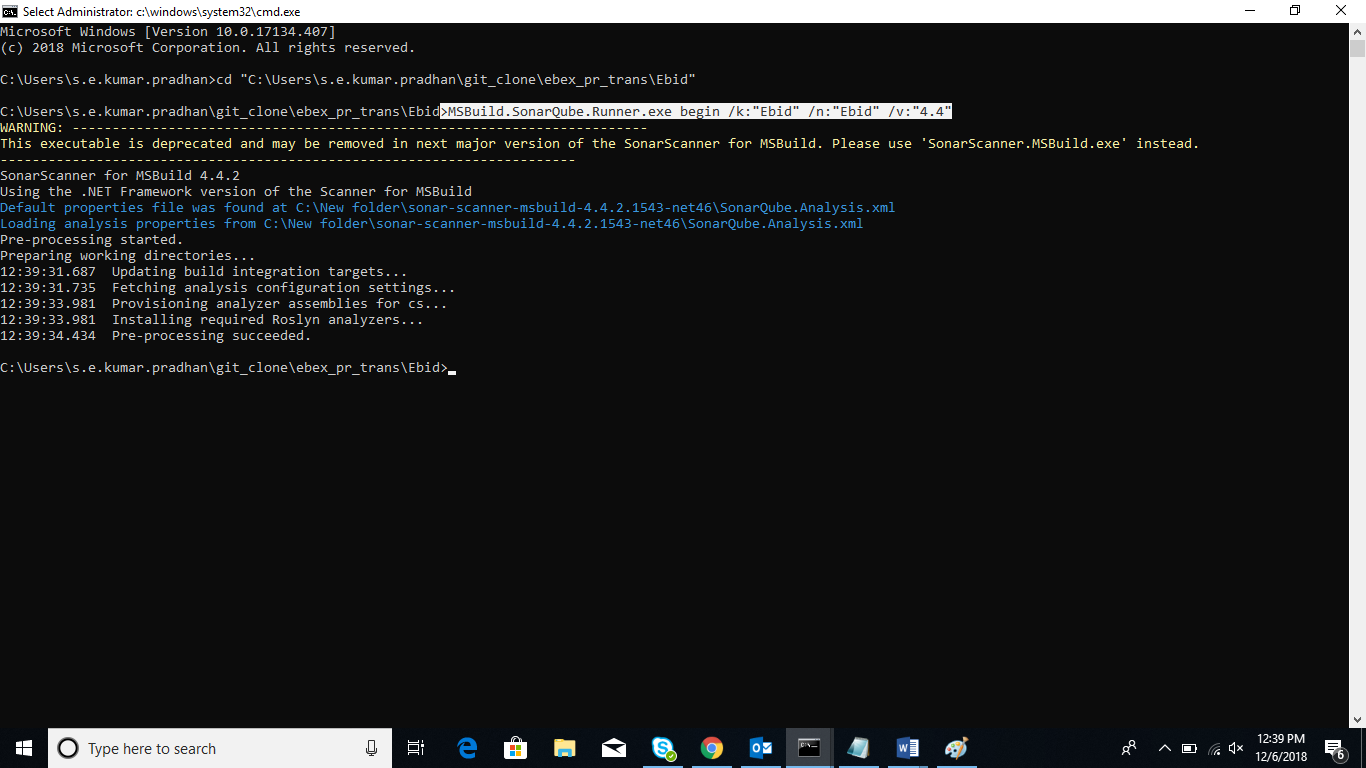 Select Administrator: c:\windows\system32\cmd.exe
Microsoft Windows [Version 10.0.17134.407]
(c) 2018 Microsoft Corporation. All rights reserved.
C:\Users\s.e.kumar.pradhan>cd "C:\Users\s.e.kumar.pradhan\git_clone\ebex_pr_trans\Ebid"
C:\Users\s.e.kumar.pradhan\git_clone\ebex_pr_trans\Ebid>MSBuild.SonarQube.Runner.exe begin /k:"Ebid" /n:"Ebid" /v:"4.4"
WARNING: ------------------------------------------------------------------------
This executable is deprecated and may be removed in next major version of the SonarScanner for MSBuild. Please use 'SonarScanner.MSBuild.exe' instead.
------------------------------------------------------------------------
SonarScanner for MSBuild 4.4.2
Using the .NET Framework version of the Scanner for MSBuild
Default properties file was found at C:\New folder\sonar-scanner-msbuild-4.4.2.1543-net46\SonarQube.Analysis.xml
Loading analysis properties from C:\New folder\sonar-scanner-msbuild-4.4.2.1543-net46\SonarQube.Analysis.xml
Pre-processing started.
Preparing working directories...
12:39:31.687  Updating build integration targets...
12:39:31.735  Fetching analysis configuration settings...
12:39:33.981  Provisioning analyzer assemblies for cs...
12:39:33.981  Installing required Roslyn analyzers...
12:39:34.434  Pre-processing succeeded.
C:\Users\s.e.kumar.pradhan\git_clone\ebex_pr_trans\Ebid>
Type here to search
12:39 PM
12/6/2018
6